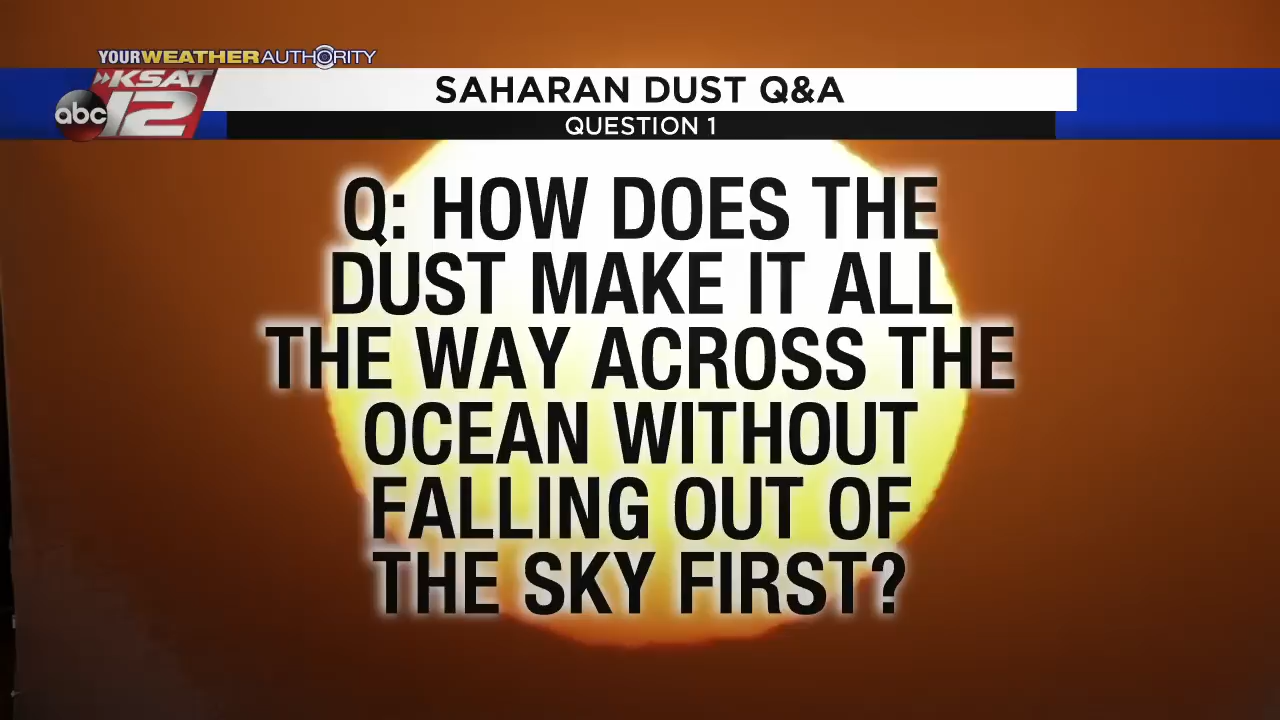 YOURWEATHERAUTHORITY
KSAT
abc 12
SAHARAN DUST Q&A
QUESTION 1
Q: HOW DOES THE
DUST MAKE IT ALL
THE WAY ACROSS THE
OCEAN WITHOUT
FALLING OUT OF
THE SKY FIRST?